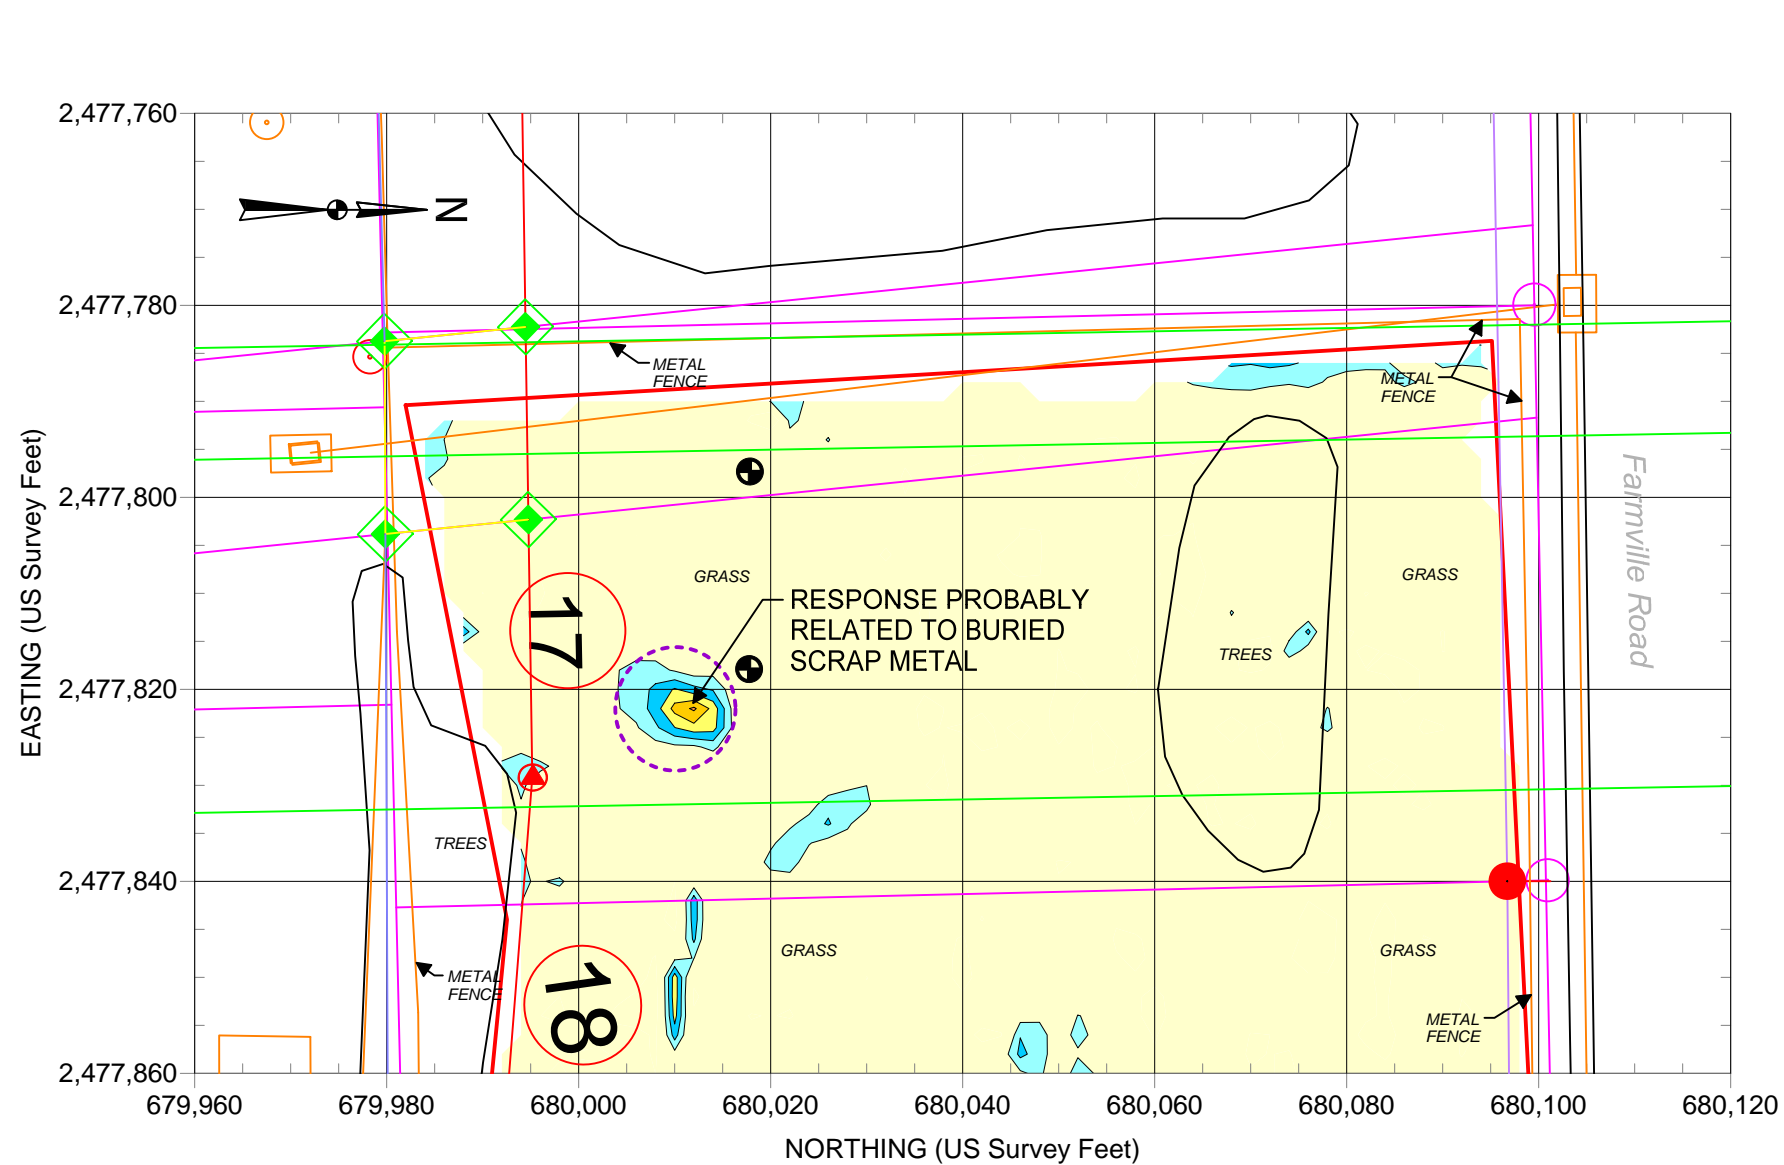 2,477,760
N
2,477,780
METAL
FENCE
METAL
FENCE
2,477,800
Farmville Road
GRASS
GRASS
17
RESPONSE PROBABLY
RELATED TO BURIED
SCRAP METAL
TREES
2,477,820
EASTING (US Survey Feet)
TREES
2,477,840
GRASS
GRASS
METAL
FENCE
18
METAL
FENCE
2,477,860
679,960
679,980
680,000
680,020
680,040
680,060
680,080
680,100
680,120
NORTHING (US Survey Feet)